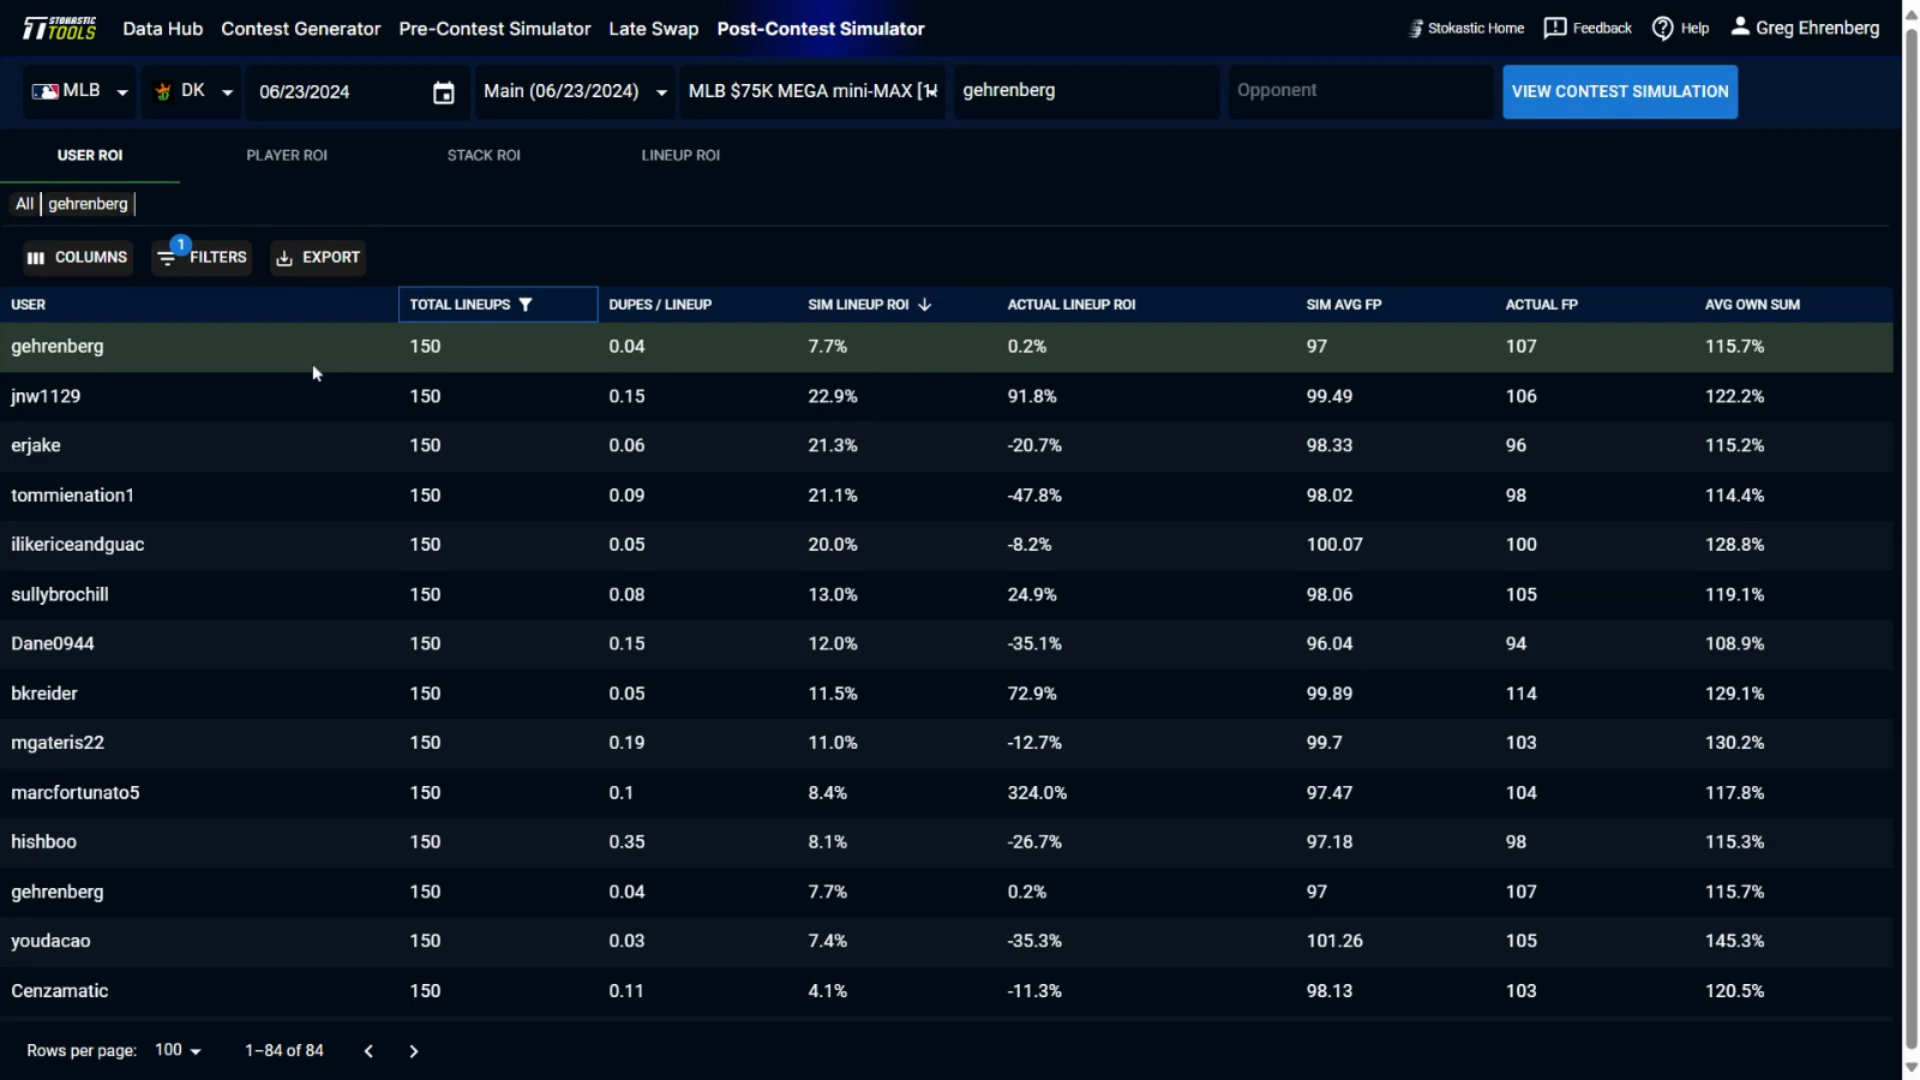 STOKASTIC TOOLS Data Hub Contest Generator Pre-Contest Simulator Late Swap Post-Contest Simulator Stokastic Home Feedback Help Greg Ehrenberg
MLB DK 06/23/2024 Main (06/23/2024) MLB $75K MEGA mini-MAX [ gehrenberg Opponent VIEW CONTEST SIMULATION
USER ROI PLAYER ROI STACK ROI LINEUP ROI
All gehrenberg
COLUMNS 1 FILTERS EXPORT
USER TOTAL LINEUPS DUPES / LINEUP SIM LINEUP ROI ACTUAL LINEUP ROI SIM AVG FP ACTUAL FP AVG OWN SUM
gehrenberg 150 0.04 7.7% 0.2% 97 107 115.7%
jnw1129 150 0.15 22.9% 91.8% 99.49 106 122.2%
erjake 150 0.06 21.3% -20.7% 98.33 96 115.2%
tommienation1 150 0.09 21.1% -47.8% 98.02 98 114.4%
ilikericeandguac 150 0.05 20.0% -8.2% 100.07 100 128.8%
sullybrochill 150 0.08 13.0% 24.9% 98.06 105 119.1%
Dane0944 150 0.15 12.0% -35.1% 96.04 94 108.9%
bkreider 150 0.05 11.5% 72.9% 99.89 114 129.1%
mgateris22 150 0.19 11.0% -12.7% 99.7 103 130.2%
marcfortunato5 150 0.1 8.4% 324.0% 97.47 104 117.8%
hishboo 150 0.35 8.1% -26.7% 97.18 98 115.3%
gehrenberg 150 0.04 7.7% 0.2% 97 107 115.7%
youdacao 150 0.03 7.4% -35.3% 101.26 105 145.3%
Cenzamatic 150 0.11 4.1% -11.3% 98.13 103 120.5%
Rows per page: 100 1–84 of 84